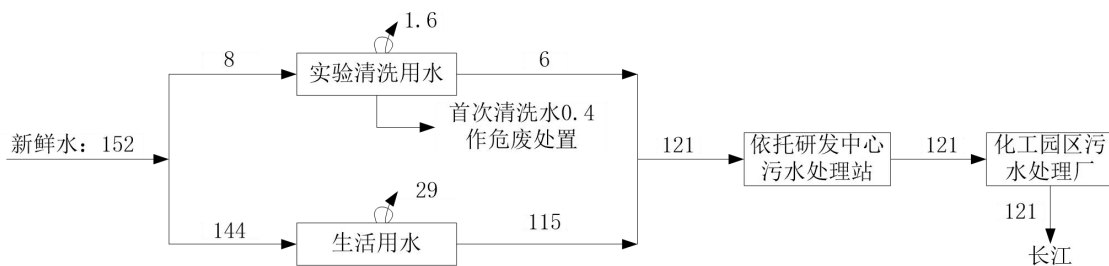 1.6
8
实验清洗用水
6
首次清洗水0.4
作危废处置
新鲜水：152
121
依托研发中心
污水处理站
121
化工园区污
水处理厂
29
144
生活用水
115
121
长江